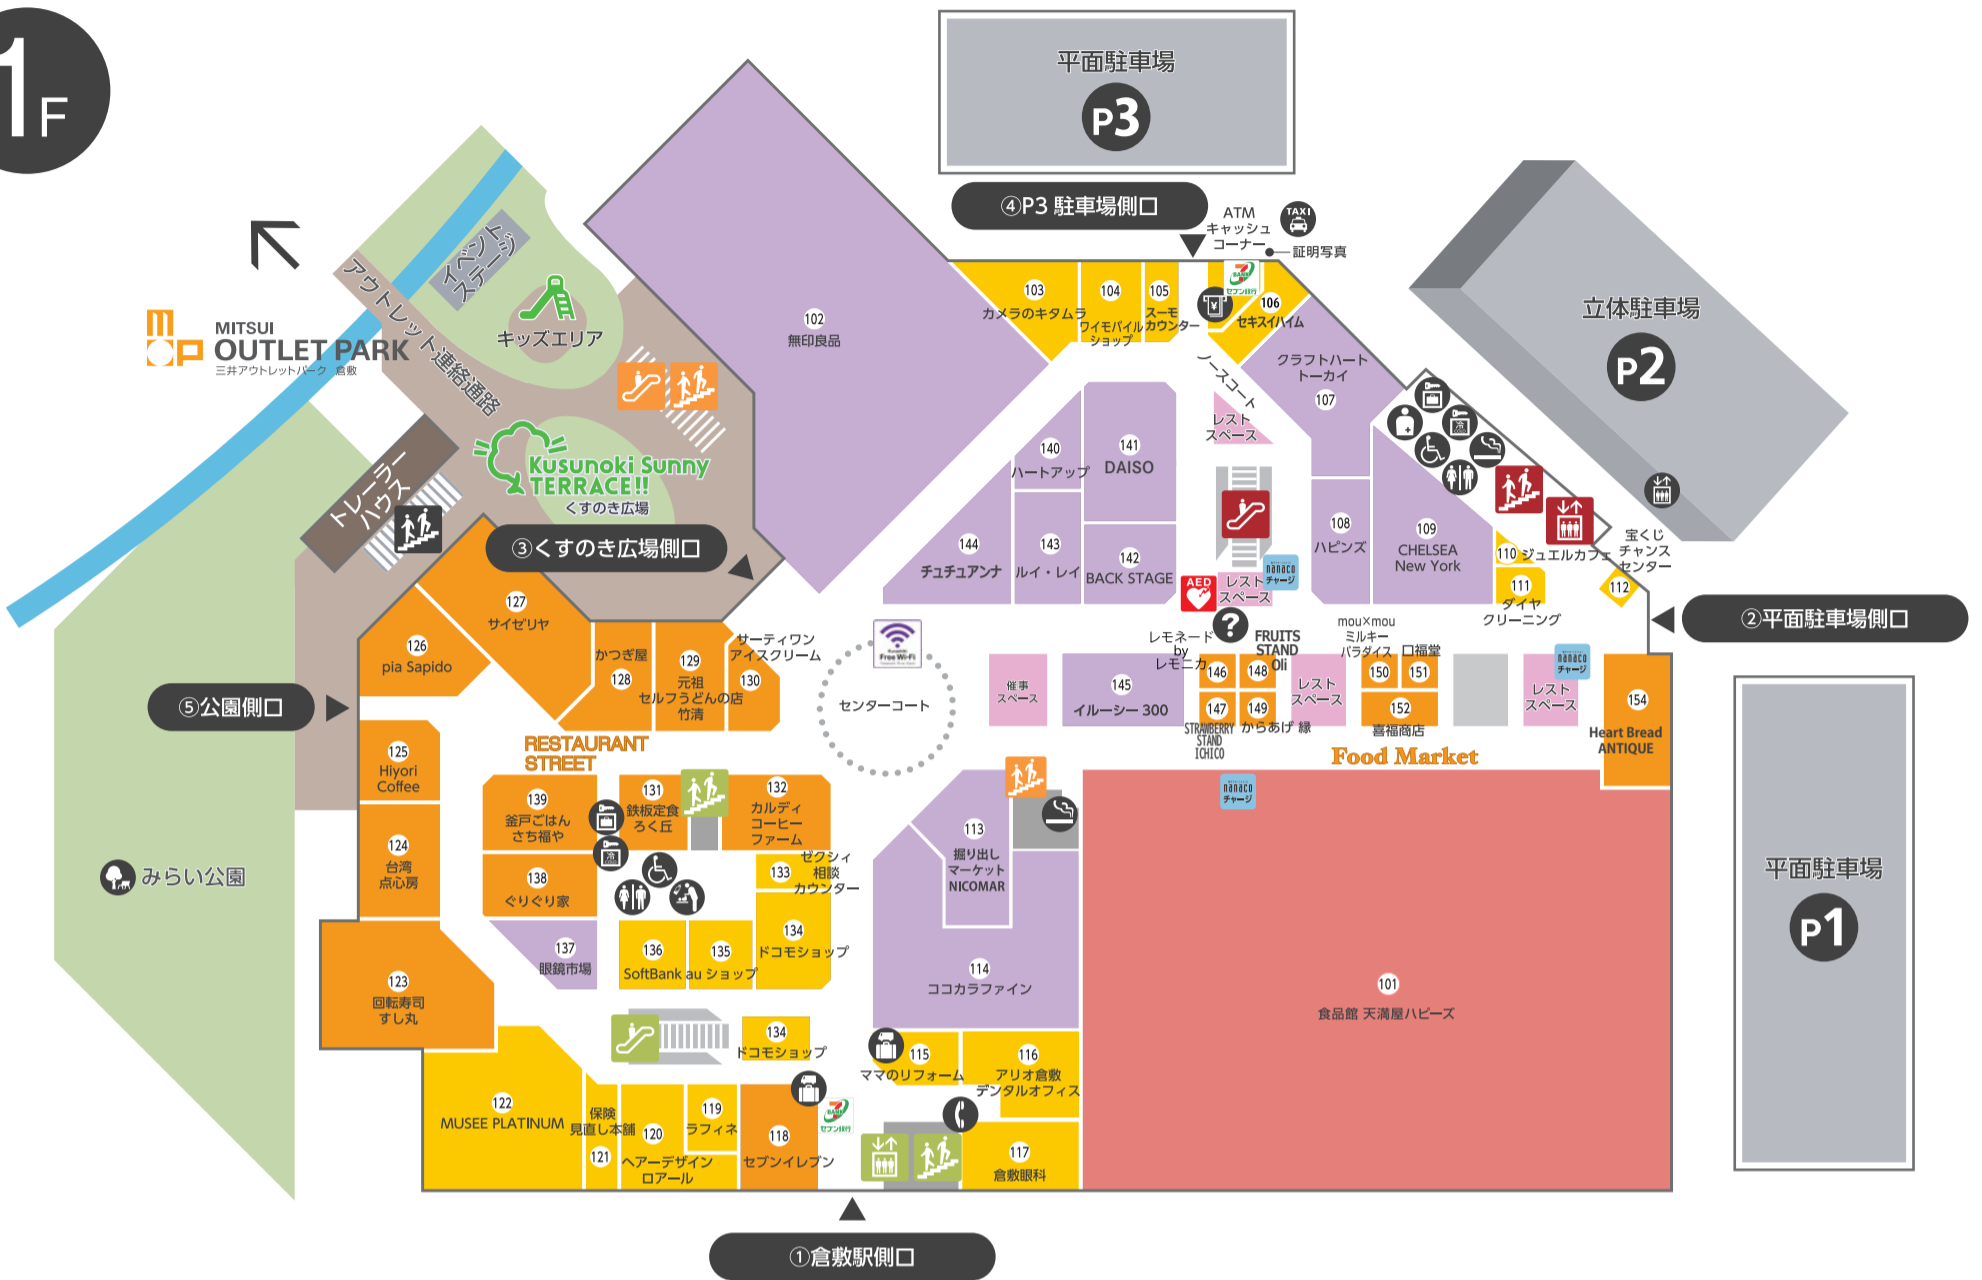 1F
平面駐車場
P3
④P3 駐車場側口
ATM
キャッシュ
コーナー
TAXI
証明写真
セブン銀行
立体駐車場
P2
イベント
ステージ
キッズエリア
アウトレット連絡通路
MITSUI
OUTLET PARK
三井アウトレットパーク 倉敷
トレーラー
ハウス
Kusunoki Sunny
TERRACE!!
くすのき広場
③くすのき広場側口
102
無印良品
103
カメラのキタムラ
104
ワイモバイル
ショップ
105
スーモ
カウンター
106
セキスイハイム
ノースコート
クラフトハート
トーカイ
107
レスト
スペース
140
ハートアップ
141
DAISO
142
BACK STAGE
143
ルイ・レイ
144
チュチュアンナ
108
ハピンズ
109
CHELSEA
New York
110 ジュエルカフェ
111
ダイヤ
クリーニング
宝くじ
チャンス
センター
112
②平面駐車場側口
AED
レスト
スペース
nanaco
チャージ
127
サイゼリヤ
126
pia Sapido
かつぎ屋
128
129
元祖
セルフうどんの店
竹清
サーティワン
アイスクリーム
130
Free Wi-Fi
センターコート
催事
スペース
145
イルーシー 300
レモネード
by
レモニカ
146
147
STRAWBERRY
STAND
ICHICO
FRUITS
STAND
Oli
148
149
からあげ 縁
レスト
スペース
mou×mou
ミルキー
パラダイス
150
口福堂
151
152
喜福商店
レスト
スペース
nanaco
チャージ
154
Heart Bread
ANTIQUE
Food Market
nanaco
チャージ
⑤公園側口
RESTAURANT
STREET
125
Hiyori
Coffee
124
台湾
点心房
123
回転寿司
すし丸
139
釜戸ごはん
さち福や
138
ぐりぐり家
137
眼鏡市場
131
鉄板定食
ろく丘
132
カルディ
コーヒー
ファーム
133
ゼクシィ
相談
カウンター
134
ドコモショップ
135
au ショップ
136
SoftBank
134
ドコモショップ
113
掘り出し
マーケット
NICOMAR
114
ココカラファイン
115
ママのリフォーム
116
アリオ倉敷
デンタルオフィス
117
倉敷眼科
118
セブンイレブン
セブン銀行
119
ラフィネ
120
ヘアーデザイン
ロアール
保険
見直し本舗
121
122
MUSEE PLATINUM
101
食品館 天満屋ハピーズ
平面駐車場
P1
みらい公園
①倉敷駅側口